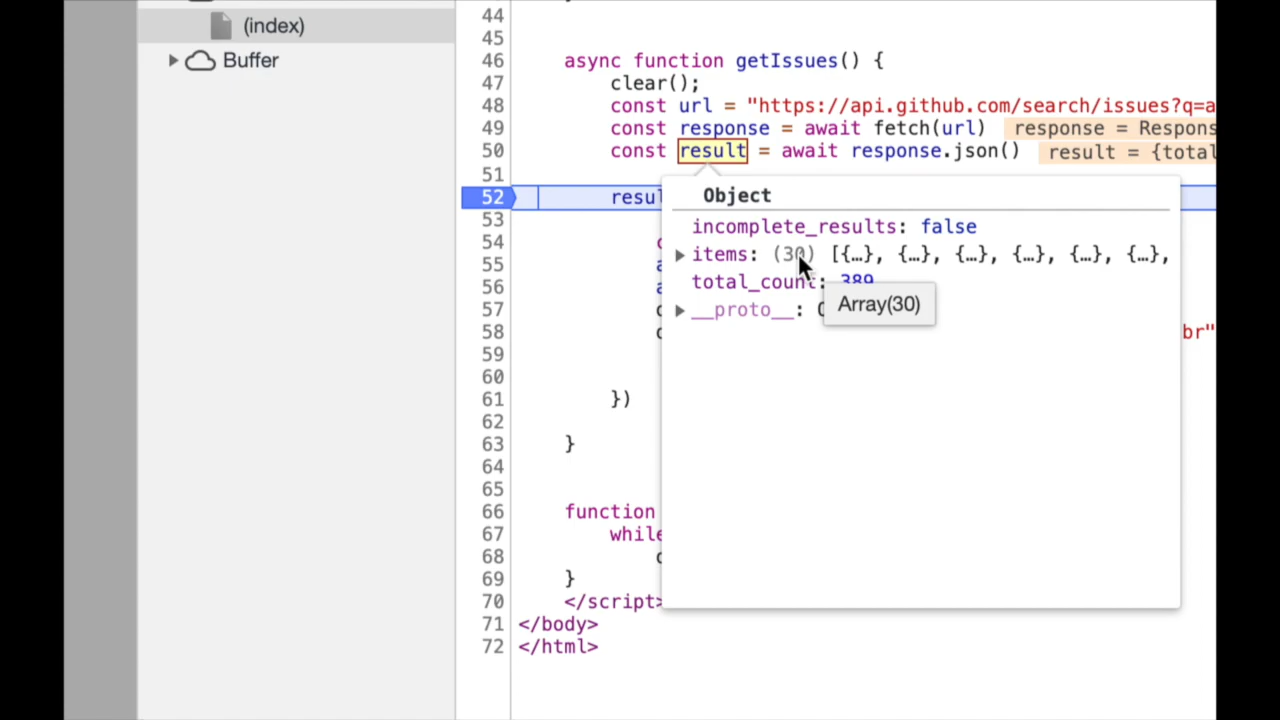 (index)
Buffer
44
45
46 async function getIssues() {
47 clear();
48 const url = "https://api.github.com/search/issues?q=a
49 const response = await fetch(url) response = Respons
50 const result = await response.json() result = {total
51
52 resul
Object
incomplete_results: false
items: (30) [{…}, {…}, {…}, {…}, {…}, {…},
total_count: 389
__proto__:
Array(30)
53
54
55
56
57
58 br"
59
60
61 })
62
63 }
64
65
66 function
67 while
68
69 }
70 </script>
71 </body>
72 </html>